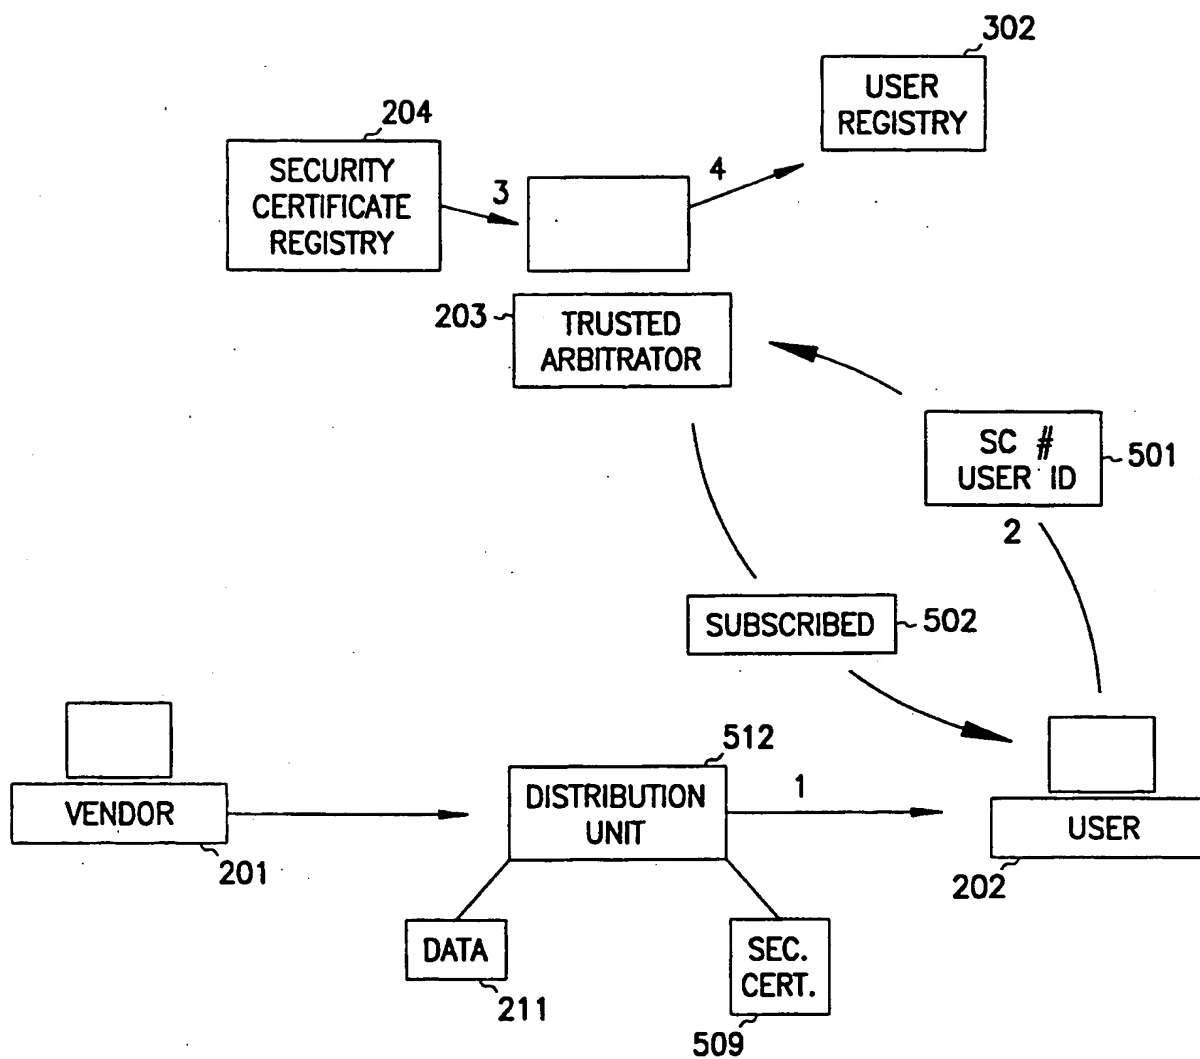 302
USER
REGISTRY
204
SECURITY
CERTIFICATE
REGISTRY
3
4
203
TRUSTED
ARBITRATOR
SC #
USER ID
501
2
SUBSCRIBED
502
VENDOR
201
512
DISTRIBUTION
UNIT
1
USER
202
DATA
211
SEC.
CERT.
509